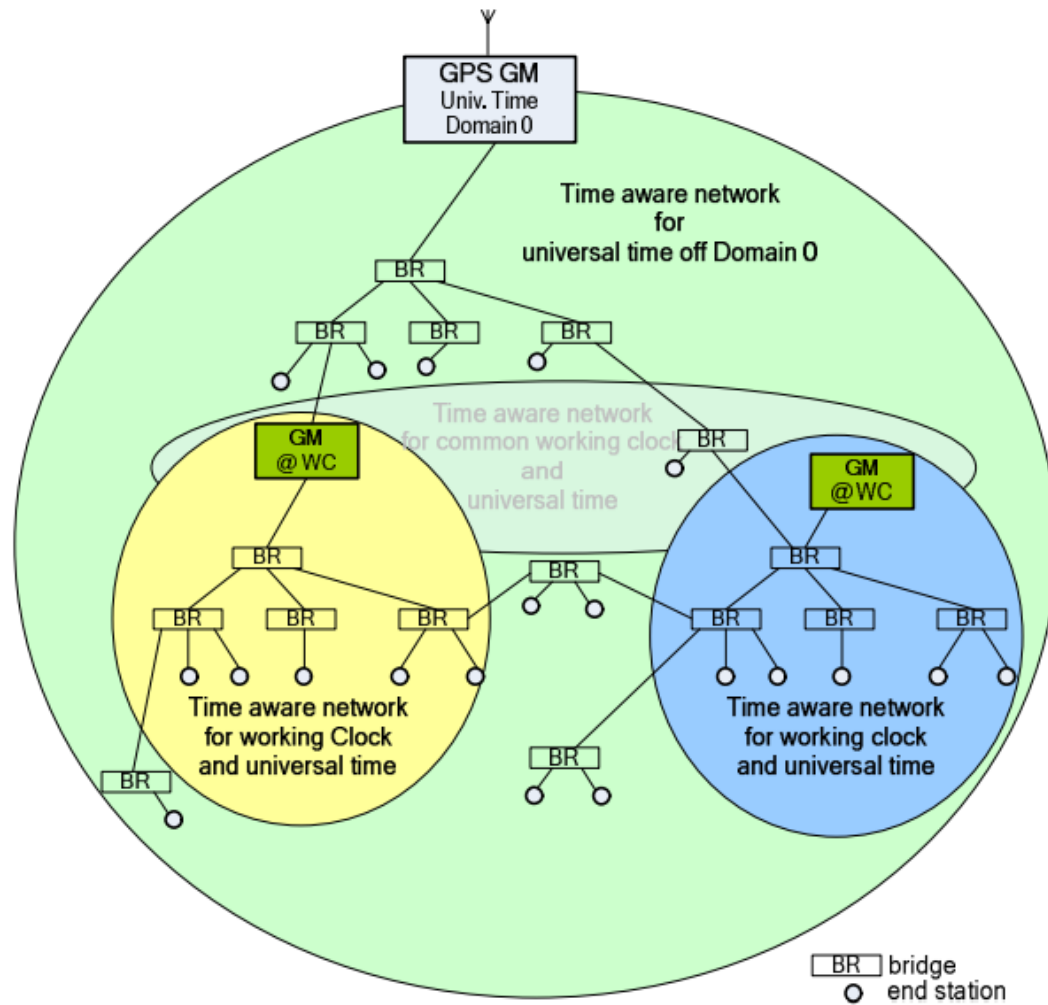 GPS GM
Univ. Time
Domain 0
Time aware network
for
universal time off Domain 0
BR
BR
BR
BR
Time aware network
for common working clock
and
universal time
BR
GM
@ WC
GM
@ WC
BR
BR
BR
BR
BR
BR
BR
BR
BR
Time aware network
for working Clock
and universal time
Time aware network
for working clock
and universal time
BR
BR
BR bridge
end station